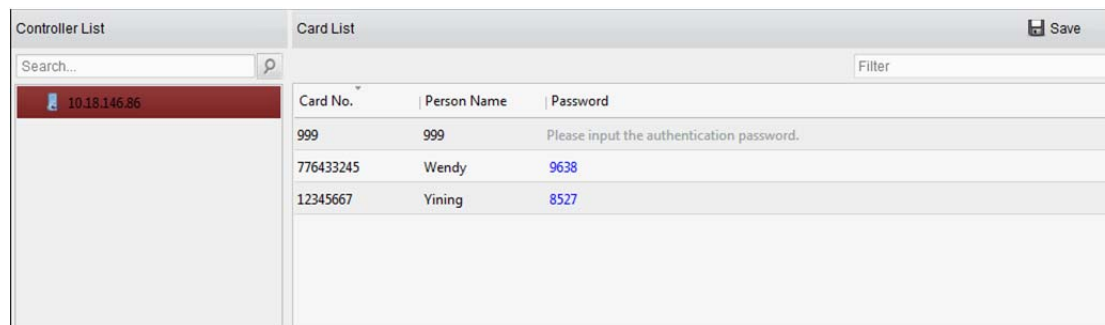 Controller List
Card List
Save
Search...
Filter
10.18.146.86
Card No. Person Name Password
999 999 Please input the authentication password.
776433245 Wendy 9638
12345667 Yining 8527